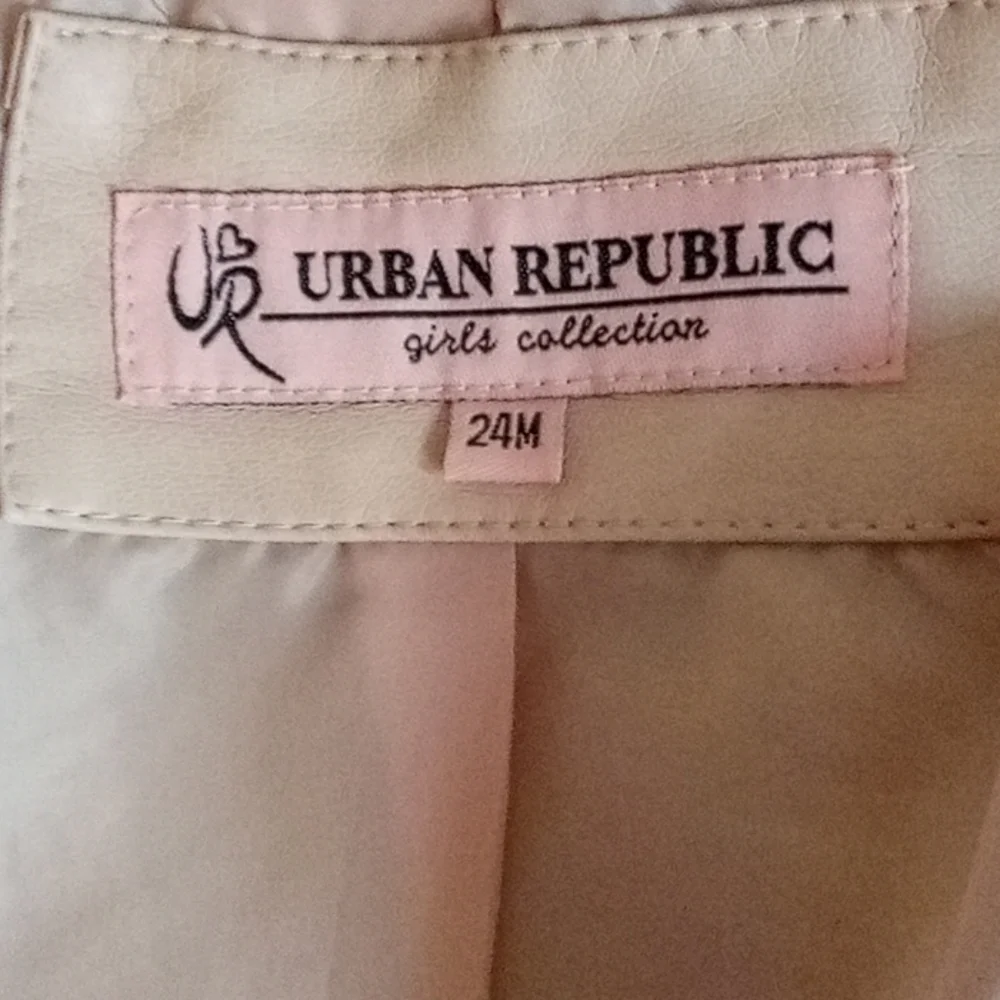 UR
URBAN REPUBLIC
girls collection
24M